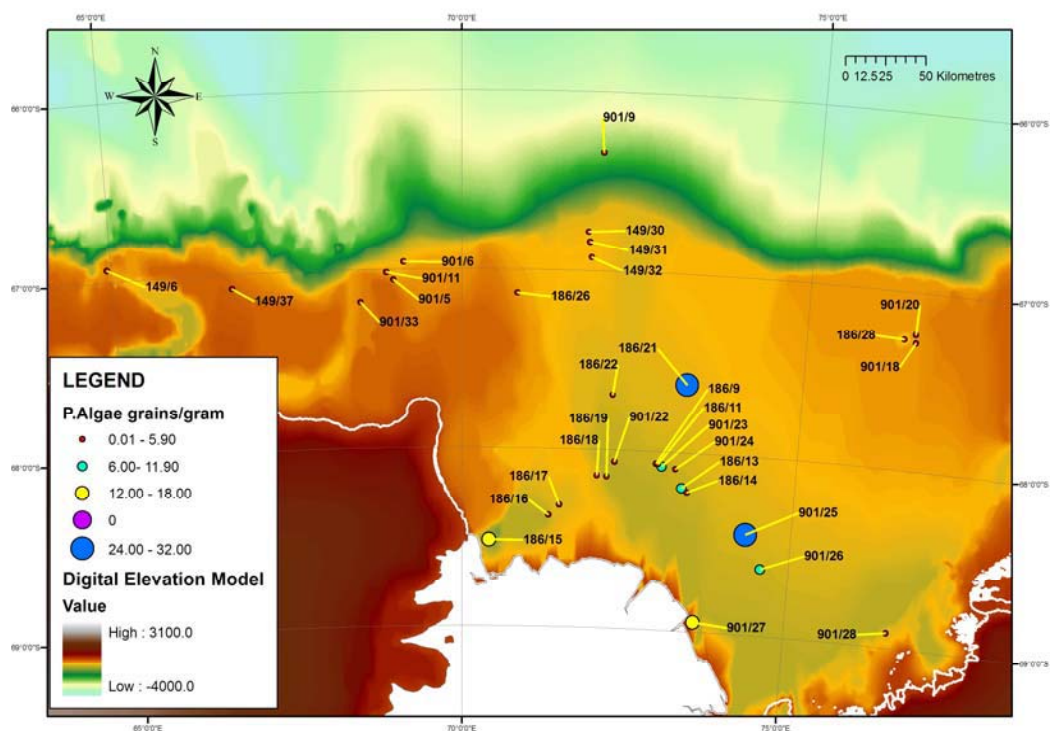 65°0'0"E
70°0'0"E
75°0'0"E
N
W
E
S
0 12.525 50 Kilometres
66°0'0"S
66°0'0"S
901/9
149/30
149/31
149/32
901/6
901/11
901/5
149/6
149/37
901/33
186/26
67°0'0"S
67°0'0"S
901/20
186/28
901/18
186/21
186/22
186/9
186/11
186/19
901/22
901/23
186/18
901/24
186/13
186/14
68°0'0"S
68°0'0"S
186/17
186/16
186/15
901/25
901/26
901/27
901/28
69°0'0"S
69°0'0"S
LEGEND
P.Algae grains/gram
0.01 - 5.90
6.00- 11.90
12.00 - 18.00
0
24.00 - 32.00
Digital Elevation Model
Value
High : 3100.0
Low : -4000.0
65°0'0"E
70°0'0"E
75°0'0"E